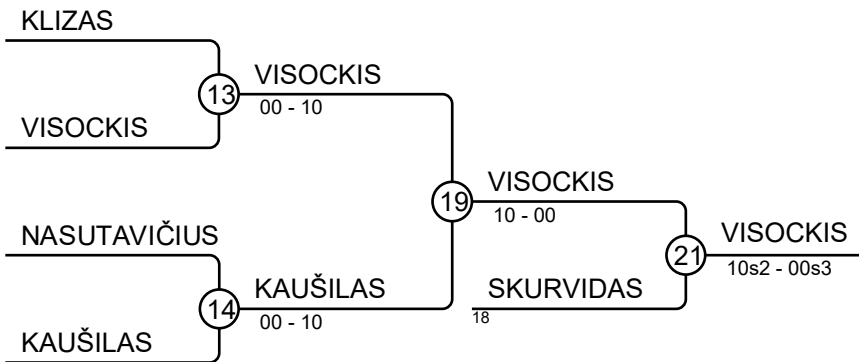 KLIZAS
13
VISOCKIS
00 - 10
VISOCKIS
19
VISOCKIS
10 - 00
NASUTAVIČIUS
14
KAUŠILAS
00 - 10
KAUŠILAS
21
VISOCKIS
10s2 - 00s3
SKURVIDAS
18